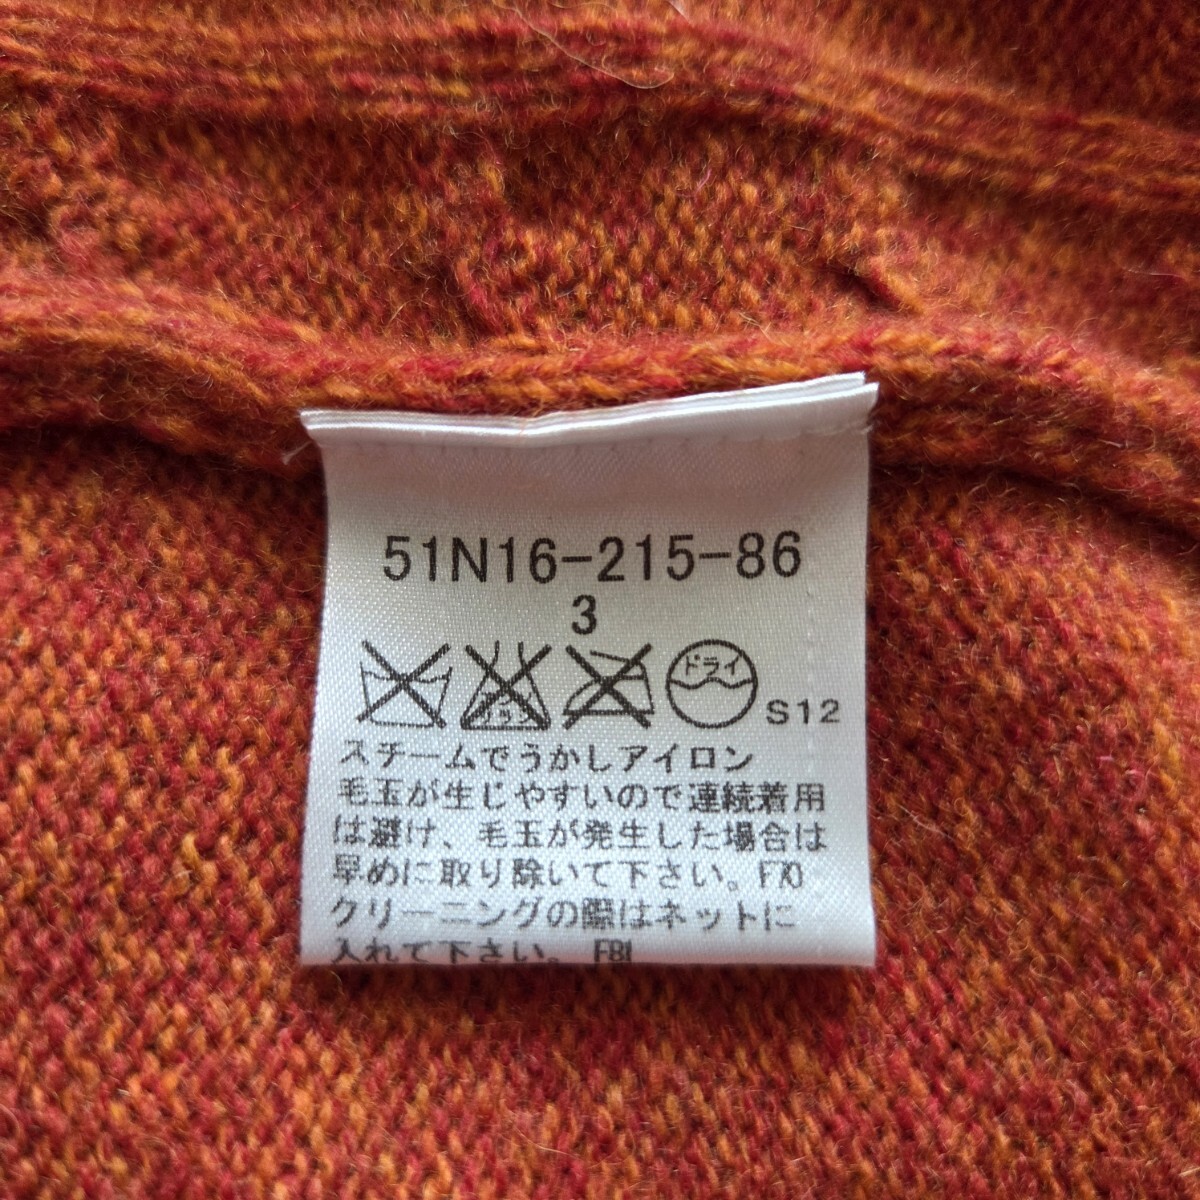 51N16-215-86
3
ドライ S12
スチームでうかしアイロン
毛玉が生じやすいので連続着用
は避け、毛玉が発生した場合は
早めに取り除いて下さい。F70
クリーニングの際はネットに
入れて下さい。F81